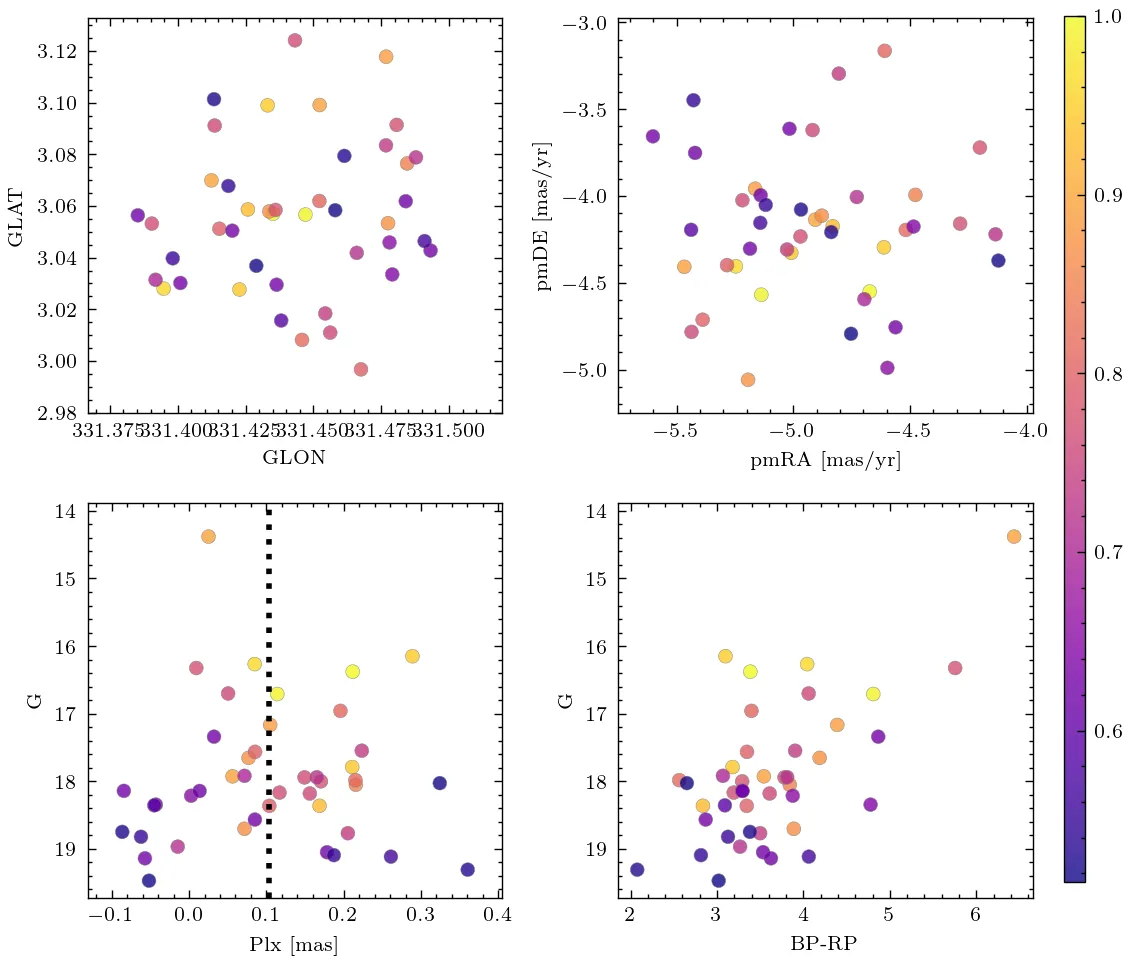 3.12
3.10
3.08
3.06
3.04
3.02
3.00
2.98
GLAT
331.375 331.400 331.425 331.450 331.475 331.500
GLON
−3.0
−3.5
−4.0
−4.5
−5.0
pmDE [mas/yr]
−5.5 −5.0 −4.5 −4.0
pmRA [mas/yr]
1.0
0.9
0.8
0.7
0.6
14
15
16
17
18
19
G
−0.1 0.0 0.1 0.2 0.3 0.4
Plx [mas]
14
15
16
17
18
19
G
2 3 4 5 6
BP-RP